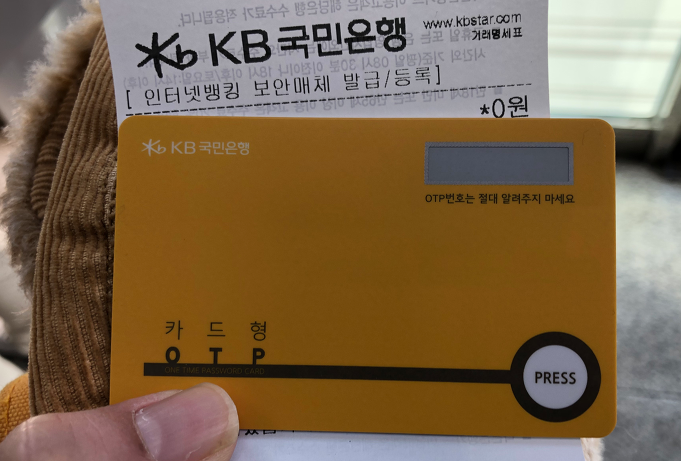 KB국민은행
www.kbstar.com
거래명세표
[ 인터넷뱅킹 보안매체 발급/등록]
*0원
KB국민은행
OTP번호는 절대 알려주지 마세요
카 드 형
O T P
ONE TIME PASSWORD CARD
PRESS